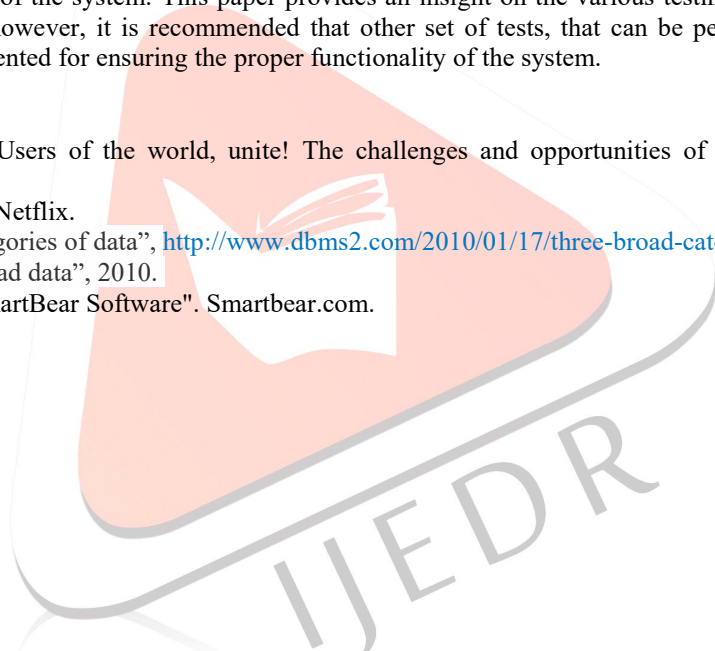 of the system. This paper provides an insight on the various testin
owever, it is recommended that other set of tests, that can be pe
ented for ensuring the proper functionality of the system.
Users of the world, unite! The challenges and opportunities of
Netflix.
gories of data”, http://www.dbms2.com/2010/01/17/three-broad-cat
ad data”, 2010.
artBear Software". Smartbear.com.
IJEDR